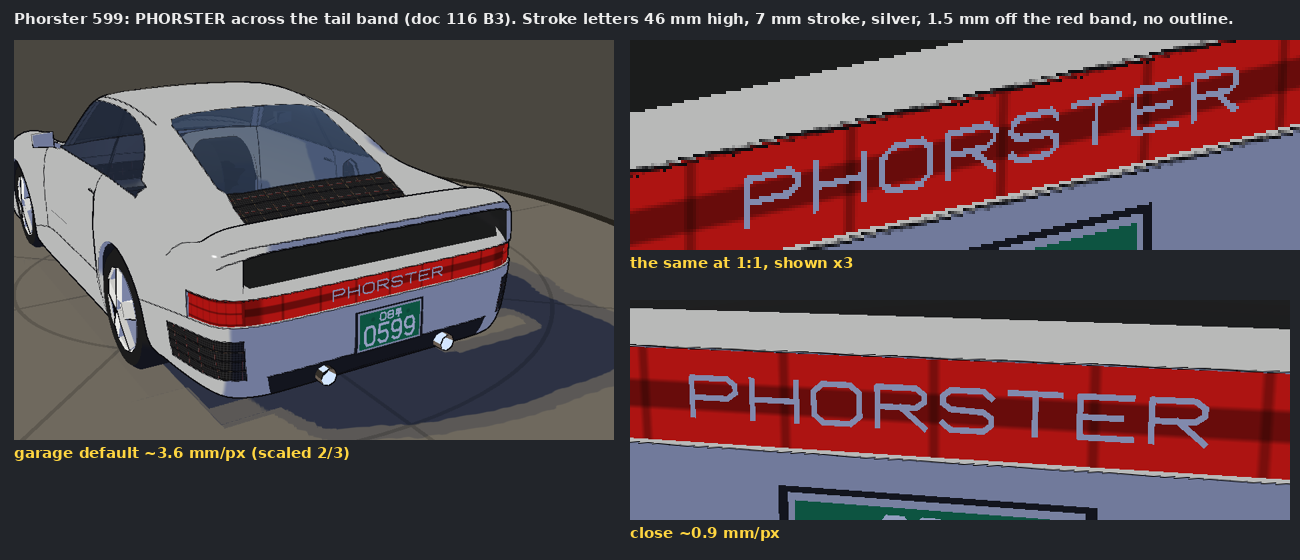 Phorster 599: PHORSTER across the tail band (doc 116 B3). Stroke letters 46 mm high, 7 mm stroke, silver, 1.5 mm off the red band, no outline.
PHORSTER
0599
garage default ~3.6 mm/px (scaled 2/3)
PHORSTER
the same at 1:1, shown x3
PHORSTER
close ~0.9 mm/px